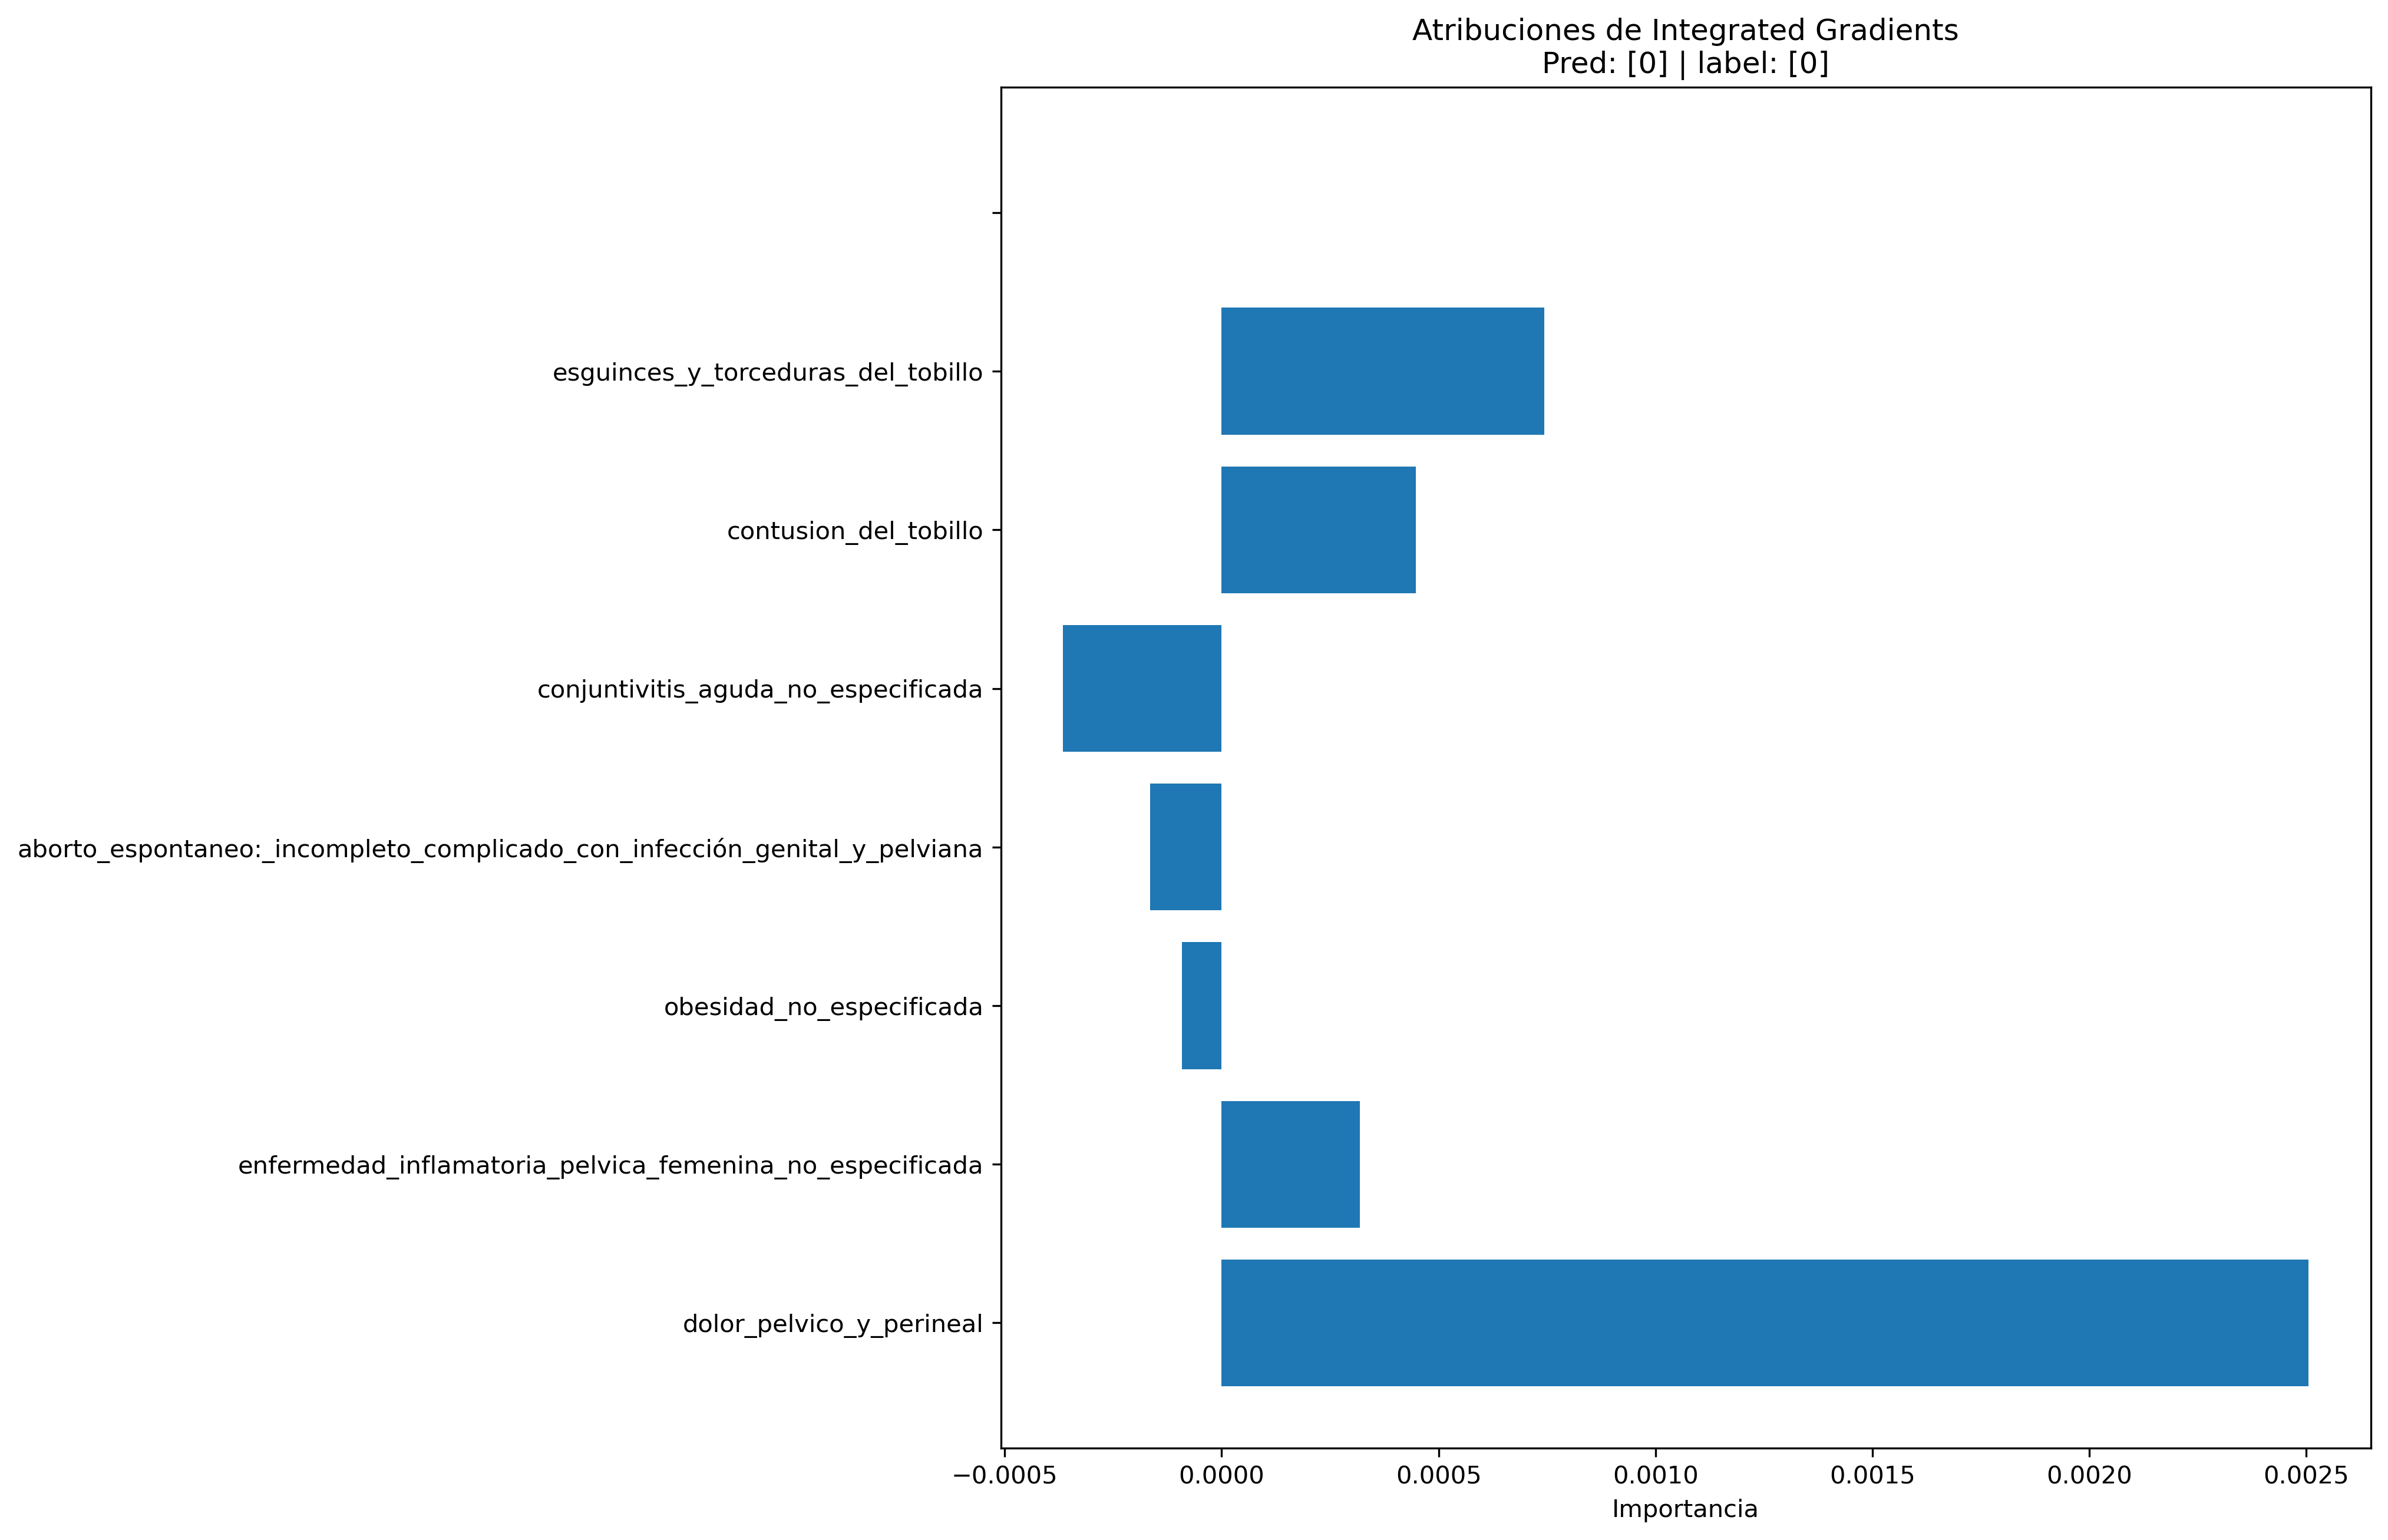 Atribuciones de Integrated Gradients
Pred: [0] | label: [0]
esguinces_y_torceduras_del_tobillo
contusion_del_tobillo
conjuntivitis_aguda_no_especificada
aborto_espontaneo:_incompleto_complicado_con_infección_genital_y_pelviana
obesidad_no_especificada
enfermedad_inflamatoria_pelvica_femenina_no_especificada
dolor_pelvico_y_perineal
−0.0005 0.0000 0.0005 0.0010 0.0015 0.0020 0.0025
Importancia